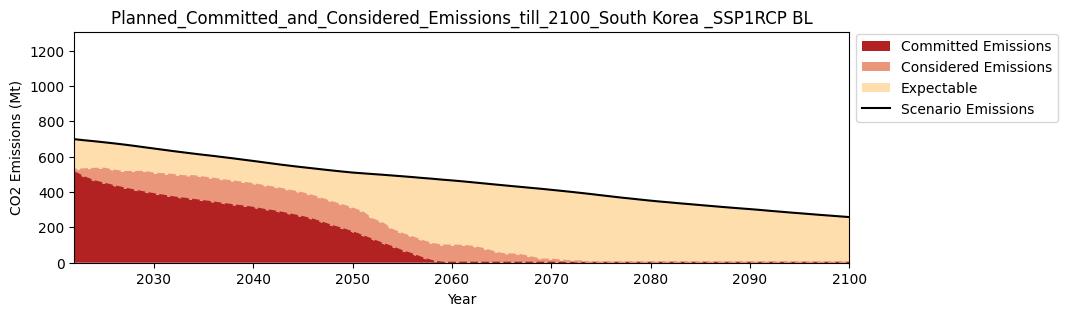 Planned_Committed_and_Considered_Emissions_till_2100_South Korea _SSP1RCP BL
Committed Emissions
Considered Emissions
Expectable
Scenario Emissions
CO2 Emissions (Mt)
1200
1000
800
600
400
200
0
2030 2040 2050 2060 2070 2080 2090 2100
Year